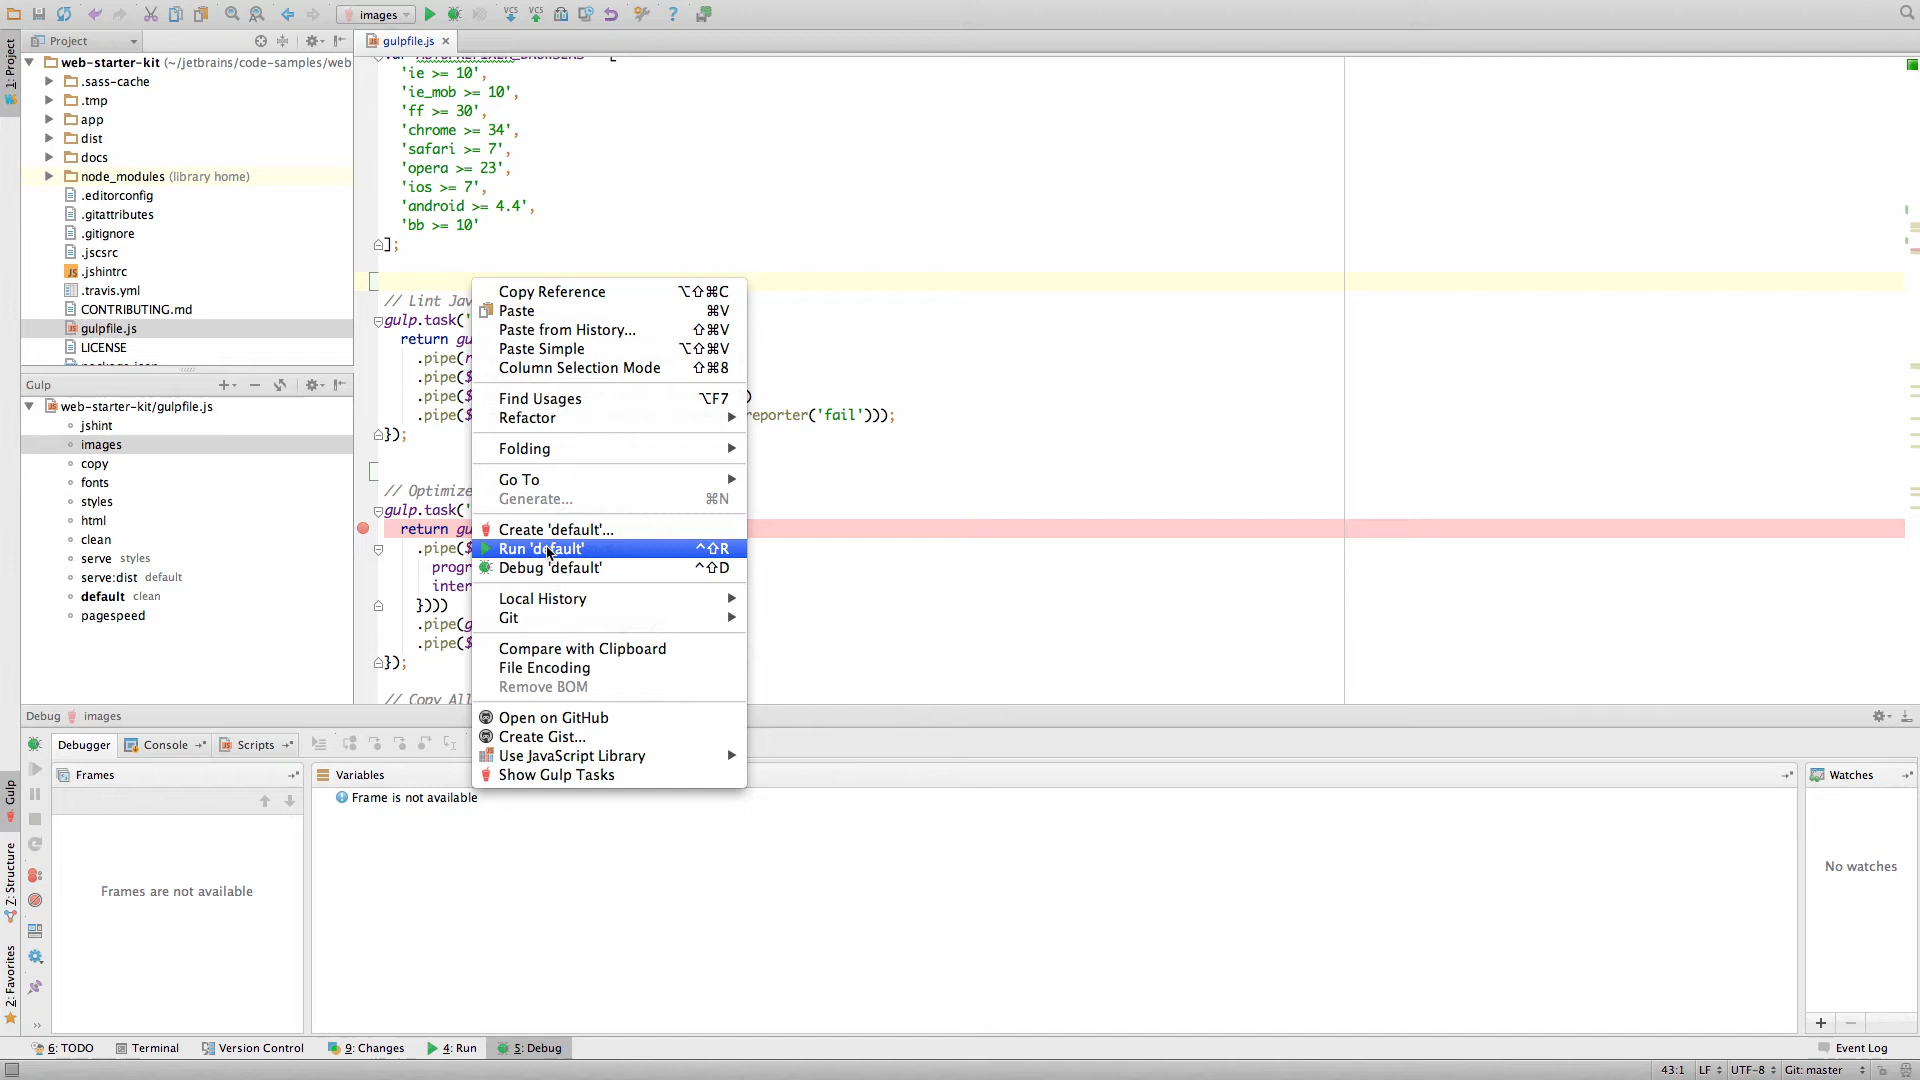 images
VCS
VCS
1: Project
Project
gulpfile.js
web-starter-kit (~/jetbrains/code-samples/web
.sass-cache
.tmp
app
dist
docs
node_modules (library home)
.editorconfig
.gitattributes
.gitignore
.jscsrc
.jshintrc
.travis.yml
CONTRIBUTING.md
gulpfile.js
LICENSE
'ie >= 10',
'ie_mob >= 10',
'ff >= 30',
'chrome >= 34',
'safari >= 7',
'opera >= 23',
'ios >= 7',
'android >= 4.4',
'bb >= 10'
];
// Lint Jav
gulp.task('
return gu
.pipe(r
.pipe($
.pipe($ )
.pipe($ reporter('fail')));
});
// Optimize
gulp.task('
return gu
.pipe($
progr
inter
})))
.pipe(g
.pipe($
});
// Copy All
Copy Reference ⌥⇧⌘C
Paste ⌘V
Paste from History... ⇧⌘V
Paste Simple ⌥⇧⌘V
Column Selection Mode ⇧⌘8
Find Usages ⌥F7
Refactor
Folding
Go To
Generate... ⌘N
Create 'default'...
Run 'default' ^⇧R
Debug 'default' ^⇧D
Local History
Git
Compare with Clipboard
File Encoding
Remove BOM
Open on GitHub
Create Gist...
Use JavaScript Library
Show Gulp Tasks
Gulp
web-starter-kit/gulpfile.js
jshint
images
copy
fonts
styles
html
clean
serve styles
serve:dist default
default clean
pagespeed
Debug images
Debugger
Console
Scripts
Frames
Frames are not available
Variables
Frame is not available
Watches
No watches
Gulp
Z: Structure
2: Favorites
6: TODO
Terminal
Version Control
9: Changes
4: Run
5: Debug
Event Log
43:1 LF UTF-8 Git: master